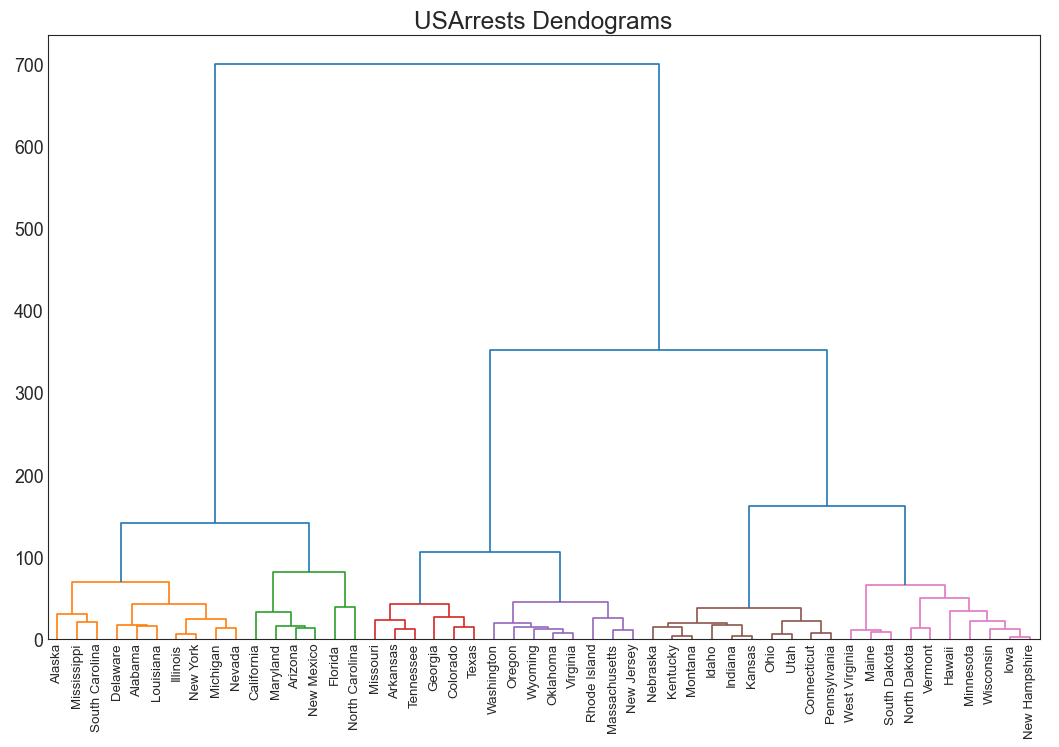 USArrests Dendograms
700
600
500
400
300
200
100
0
Alaska
Mississippi
South Carolina
Delaware
Alabama
Louisiana
Illinois
New York
Michigan
Nevada
California
Maryland
Arizona
New Mexico
Florida
North Carolina
Missouri
Arkansas
Tennessee
Georgia
Colorado
Texas
Washington
Oregon
Wyoming
Oklahoma
Virginia
Rhode Island
Massachusetts
New Jersey
Nebraska
Kentucky
Montana
Idaho
Indiana
Kansas
Ohio
Utah
Connecticut
Pennsylvania
West Virginia
Maine
South Dakota
North Dakota
Vermont
Hawaii
Minnesota
Wisconsin
Iowa
New Hampshire